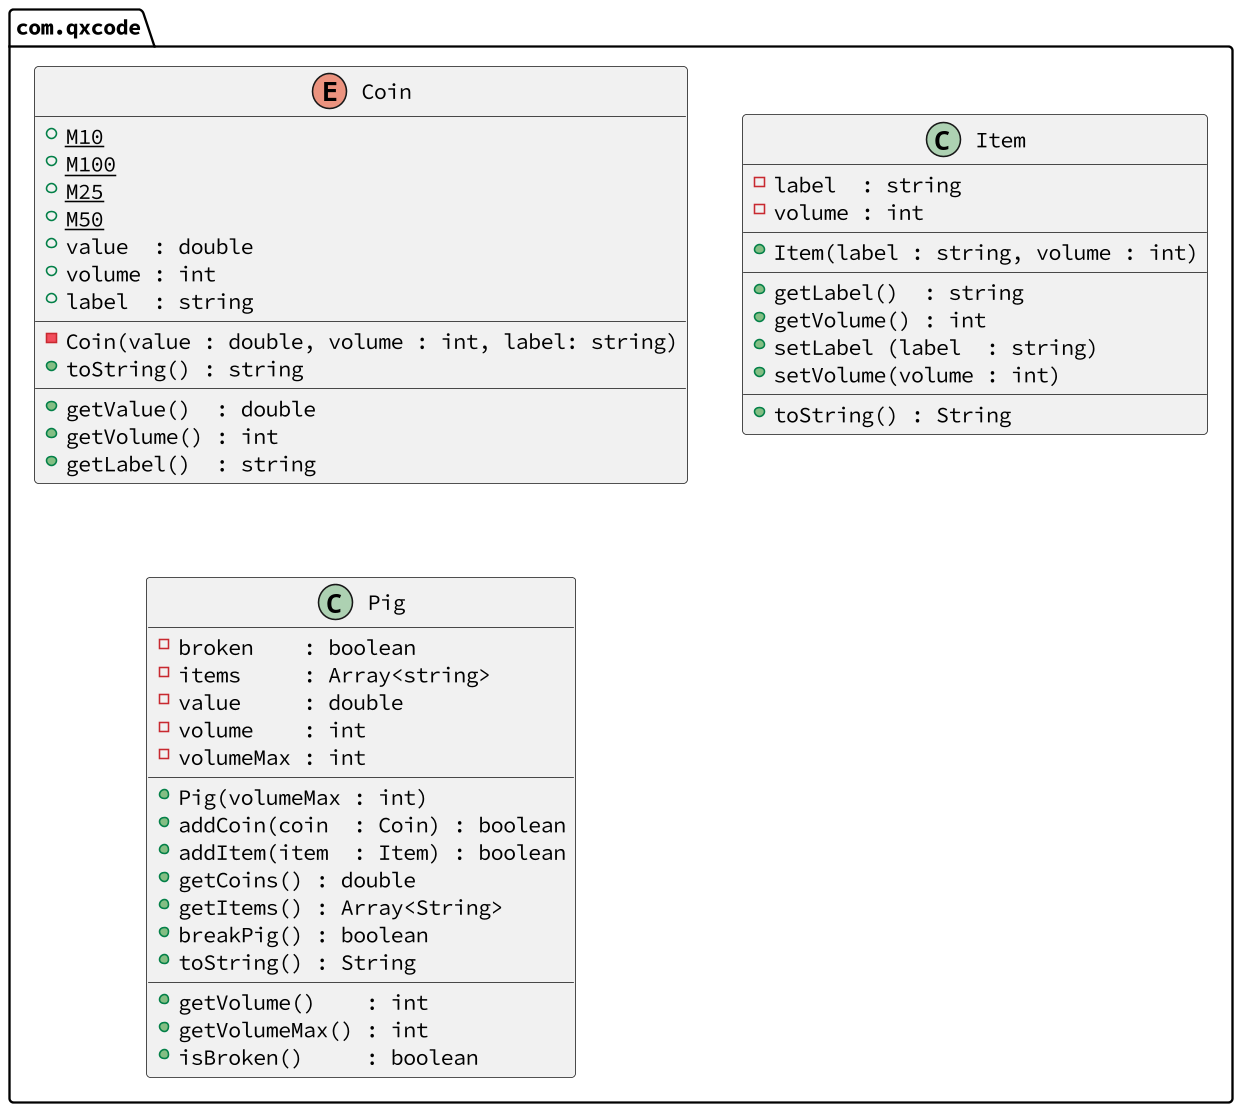 com.qxcode
E Coin
M10
M100
M25
M50
value  : double
volume : int
label  : string
Coin(value : double, volume : int, label: string)
toString() : string
getValue()  : double
getVolume() : int
getLabel()  : string
C Item
label  : string
volume : int
Item(label : string, volume : int)
getLabel()  : string
getVolume() : int
setLabel (label  : string)
setVolume(volume : int)
toString() : String
C Pig
broken    : boolean
items     : Array<string>
value     : double
volume    : int
volumeMax : int
Pig(volumeMax : int)
addCoin(coin  : Coin) : boolean
addItem(item  : Item) : boolean
getCoins() : double
getItems() : Array<String>
breakPig() : boolean
toString() : String
getVolume()    : int
getVolumeMax() : int
isBroken()     : boolean